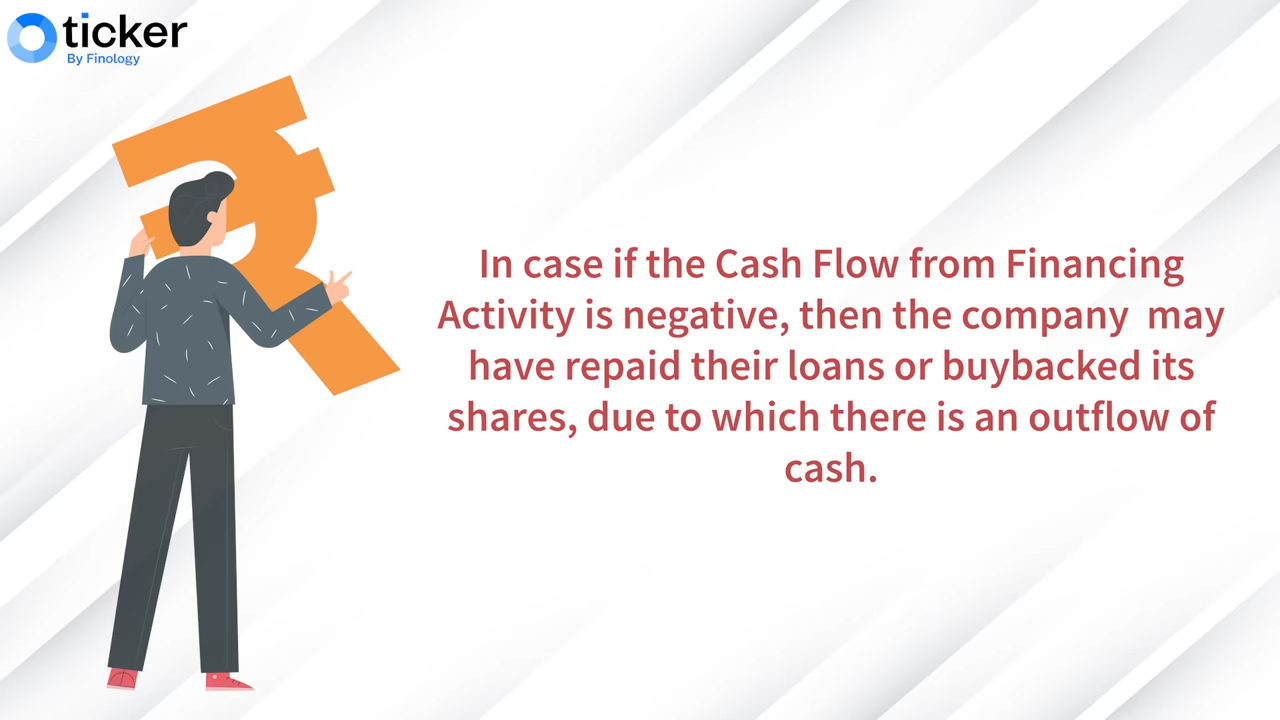 ticker
By Finology
In case if the Cash Flow from Financing
Activity is negative, then the company  may
have repaid their loans or buybacked its
shares, due to which there is an outflow of
cash.